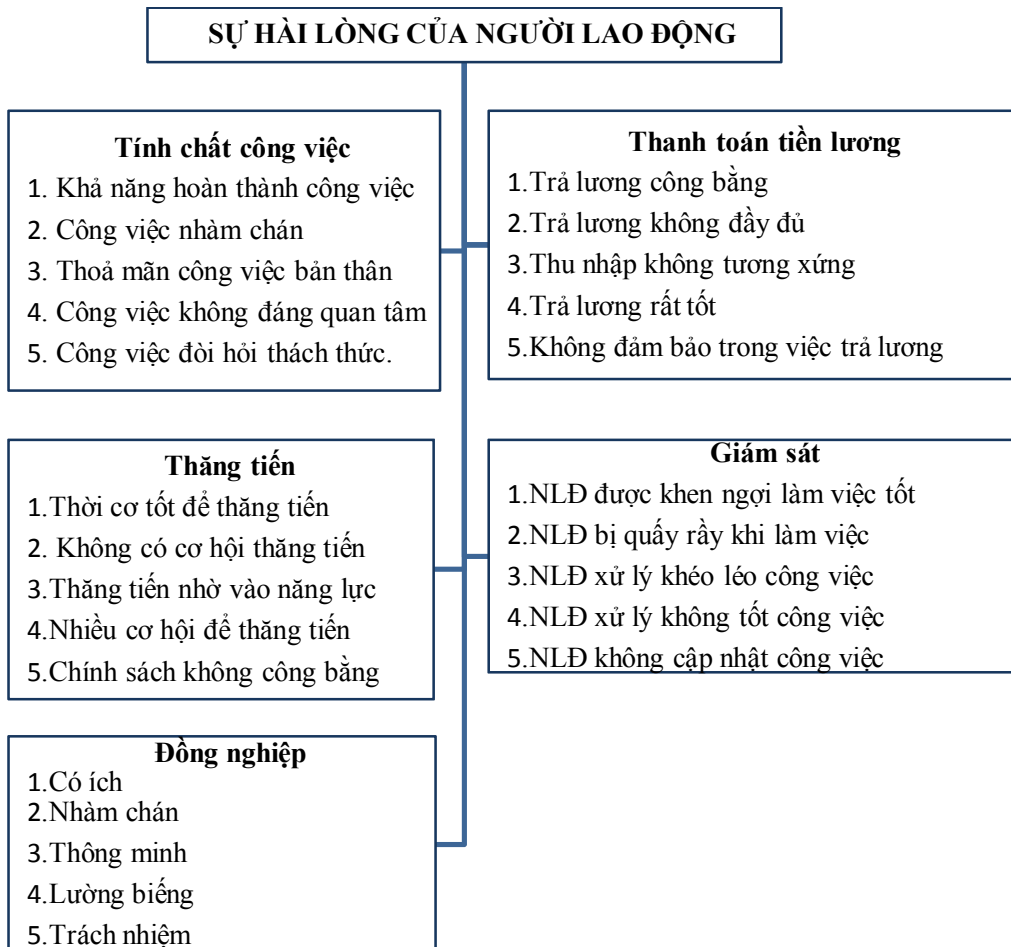 SỰ HÀI LÒNG CỦA NGƯỜI LAO ĐỘNG
Tính chất công việc
1. Khả năng hoàn thành công việc
2. Công việc nhàm chán
3. Thoả mãn công việc bản thân
4. Công việc không đáng quan tâm
5. Công việc đòi hỏi thách thức.
Thanh toán tiền lương
1.Trả lương công bằng
2.Trả lương không đầy đủ
3.Thu nhập không tương xứng
4.Trả lương rất tốt
5.Không đảm bảo trong việc trả lương
Thăng tiến
1.Thời cơ tốt để thăng tiến
2. Không có cơ hội thăng tiến
3.Thăng tiến nhờ vào năng lực
4.Nhiều cơ hội để thăng tiến
5.Chính sách không công bằng
Giám sát
1.NLĐ được khen ngợi làm việc tốt
2.NLĐ bị quấy rầy khi làm việc
3.NLĐ xử lý khéo léo công việc
4.NLĐ xử lý không tốt công việc
5.NLĐ không cập nhật công việc
Đồng nghiệp
1.Có ích
2.Nhàm chán
3.Thông minh
4.Lường biếng
5.Trách nhiệm